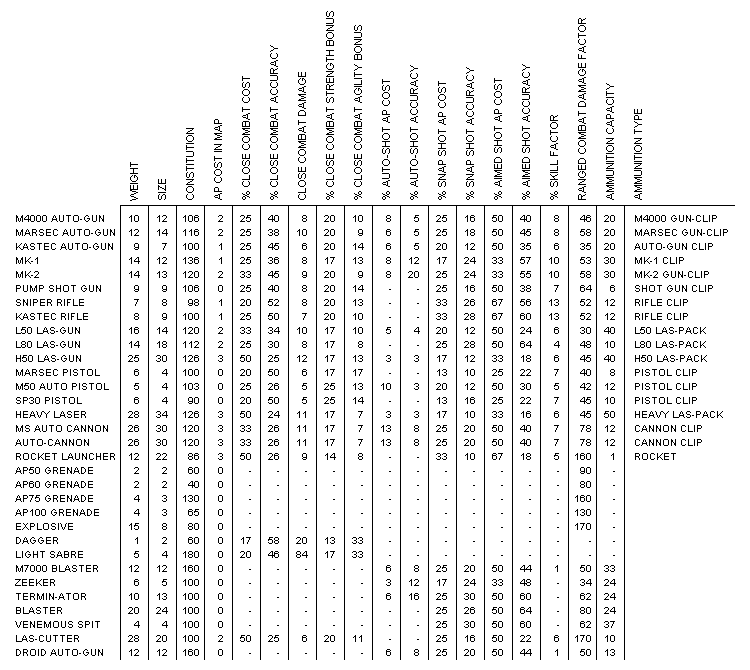 WEIGHT
SIZE
CONSTITUTION
AP COST IN MAP
% CLOSE COMBAT COST
% CLOSE COMBAT ACCURACY
CLOSE COMBAT DAMAGE
% CLOSE COMBAT STRENGTH BONUS
% CLOSE COMBAT AGILITY BONUS
% AUTO-SHOT AP COST
% AUTO-SHOT ACCURACY
% SNAP SHOT AP COST
% SNAP SHOT ACCURACY
% AIMED SHOT AP COST
% AIMED SHOT ACCURACY
% SKILL FACTOR
RANGED COMBAT DAMAGE FACTOR
AMMUNITION CAPACITY
AMMUNITION TYPE
M4000 AUTO-GUN 10 12 106 2 25 40 8 20 10 8 5 25 16 50 40 8 46 20 M4000 GUN-CLIP
MARSEC AUTO-GUN 12 14 116 2 25 38 10 20 9 6 5 25 18 50 45 8 58 20 MARSEC GUN-CLIP
KASTEC AUTO-GUN 9 7 100 1 25 45 6 20 14 6 5 20 12 50 35 6 35 20 AUTO-GUN CLIP
MK-1 14 12 136 1 25 36 8 17 13 8 12 17 24 33 57 10 53 30 MK-1 CLIP
MK-2 14 13 120 2 33 45 9 20 9 8 20 25 24 33 55 10 58 30 MK-2 GUN-CLIP
PUMP SHOT GUN 9 9 106 0 25 40 8 20 14 - - 25 16 50 38 7 64 6 SHOT GUN CLIP
SNIPER RIFLE 7 8 98 1 20 52 8 20 13 - - 33 26 67 56 13 52 12 RIFLE CLIP
KASTEC RIFLE 8 9 100 1 25 50 7 20 10 - - 33 28 67 60 13 52 12 RIFLE CLIP
L50 LAS-GUN 16 14 120 2 33 34 10 17 10 5 4 20 12 50 24 6 30 40 L50 LAS-PACK
L80 LAS-GUN 14 18 112 2 25 30 8 17 8 - - 25 28 50 64 4 48 10 L80 LAS-PACK
H50 LAS-GUN 25 30 126 3 50 25 12 17 13 3 3 17 12 33 18 6 45 40 H50 LAS-PACK
MARSEC PISTOL 6 4 100 0 25 50 6 17 17 - - 13 10 25 22 7 40 8 PISTOL CLIP
M50 AUTO PISTOL 5 4 103 0 25 26 5 25 13 10 3 20 12 50 30 5 42 12 PISTOL CLIP
SP30 PISTOL 6 4 90 0 20 50 5 25 14 - - 13 16 25 22 7 45 10 PISTOL CLIP
HEAVY LASER 28 34 126 3 50 24 11 17 7 3 3 17 10 33 16 6 45 50 HEAVY LAS-PACK
MS AUTO CANNON 26 30 120 3 33 26 11 17 7 13 8 25 20 50 40 7 78 12 CANNON CLIP
AUTO-CANNON 26 30 120 3 33 26 11 17 7 13 8 25 20 50 40 7 78 12 CANNON CLIP
ROCKET LAUNCHER 12 22 86 3 50 26 9 14 8 - - 33 10 67 18 5 160 1 ROCKET
AP50 GRENADE 2 2 60 0 - - - - - - - - - - - - 90 -
AP60 GRENADE 2 2 40 0 - - - - - - - - - - - - 80 -
AP75 GRENADE 4 3 130 0 - - - - - - - - - - - - 160 -
AP100 GRENADE 4 3 65 0 - - - - - - - - - - - - 130 -
EXPLOSIVE 15 8 80 0 - - - - - - - - - - - - 170 -
DAGGER 1 2 60 0 17 58 20 13 33 - - - - - - - - -
LIGHT SABRE 5 4 180 0 20 46 84 17 33 - - - - - - - - -
M7000 BLASTER 12 12 160 0 - - - - - 6 8 25 20 50 44 1 50 33
ZEEKER 6 5 100 0 - - - - - 3 12 17 24 33 48 - 34 24
TERMIN-ATOR 10 13 100 0 - - - - - 6 16 25 30 50 60 - 62 24
BLASTER 20 24 100 0 - - - - - - - 25 26 50 64 - 80 24
VENEMOUS SPIT 4 4 100 0 - - - - - - - 25 30 50 60 - 62 37
LAS-CUTTER 28 20 100 2 50 25 6 20 11 - - 25 16 50 22 6 170 10
DROID AUTO-GUN 12 12 160 0 - - - - - 6 8 25 20 50 44 1 50 13